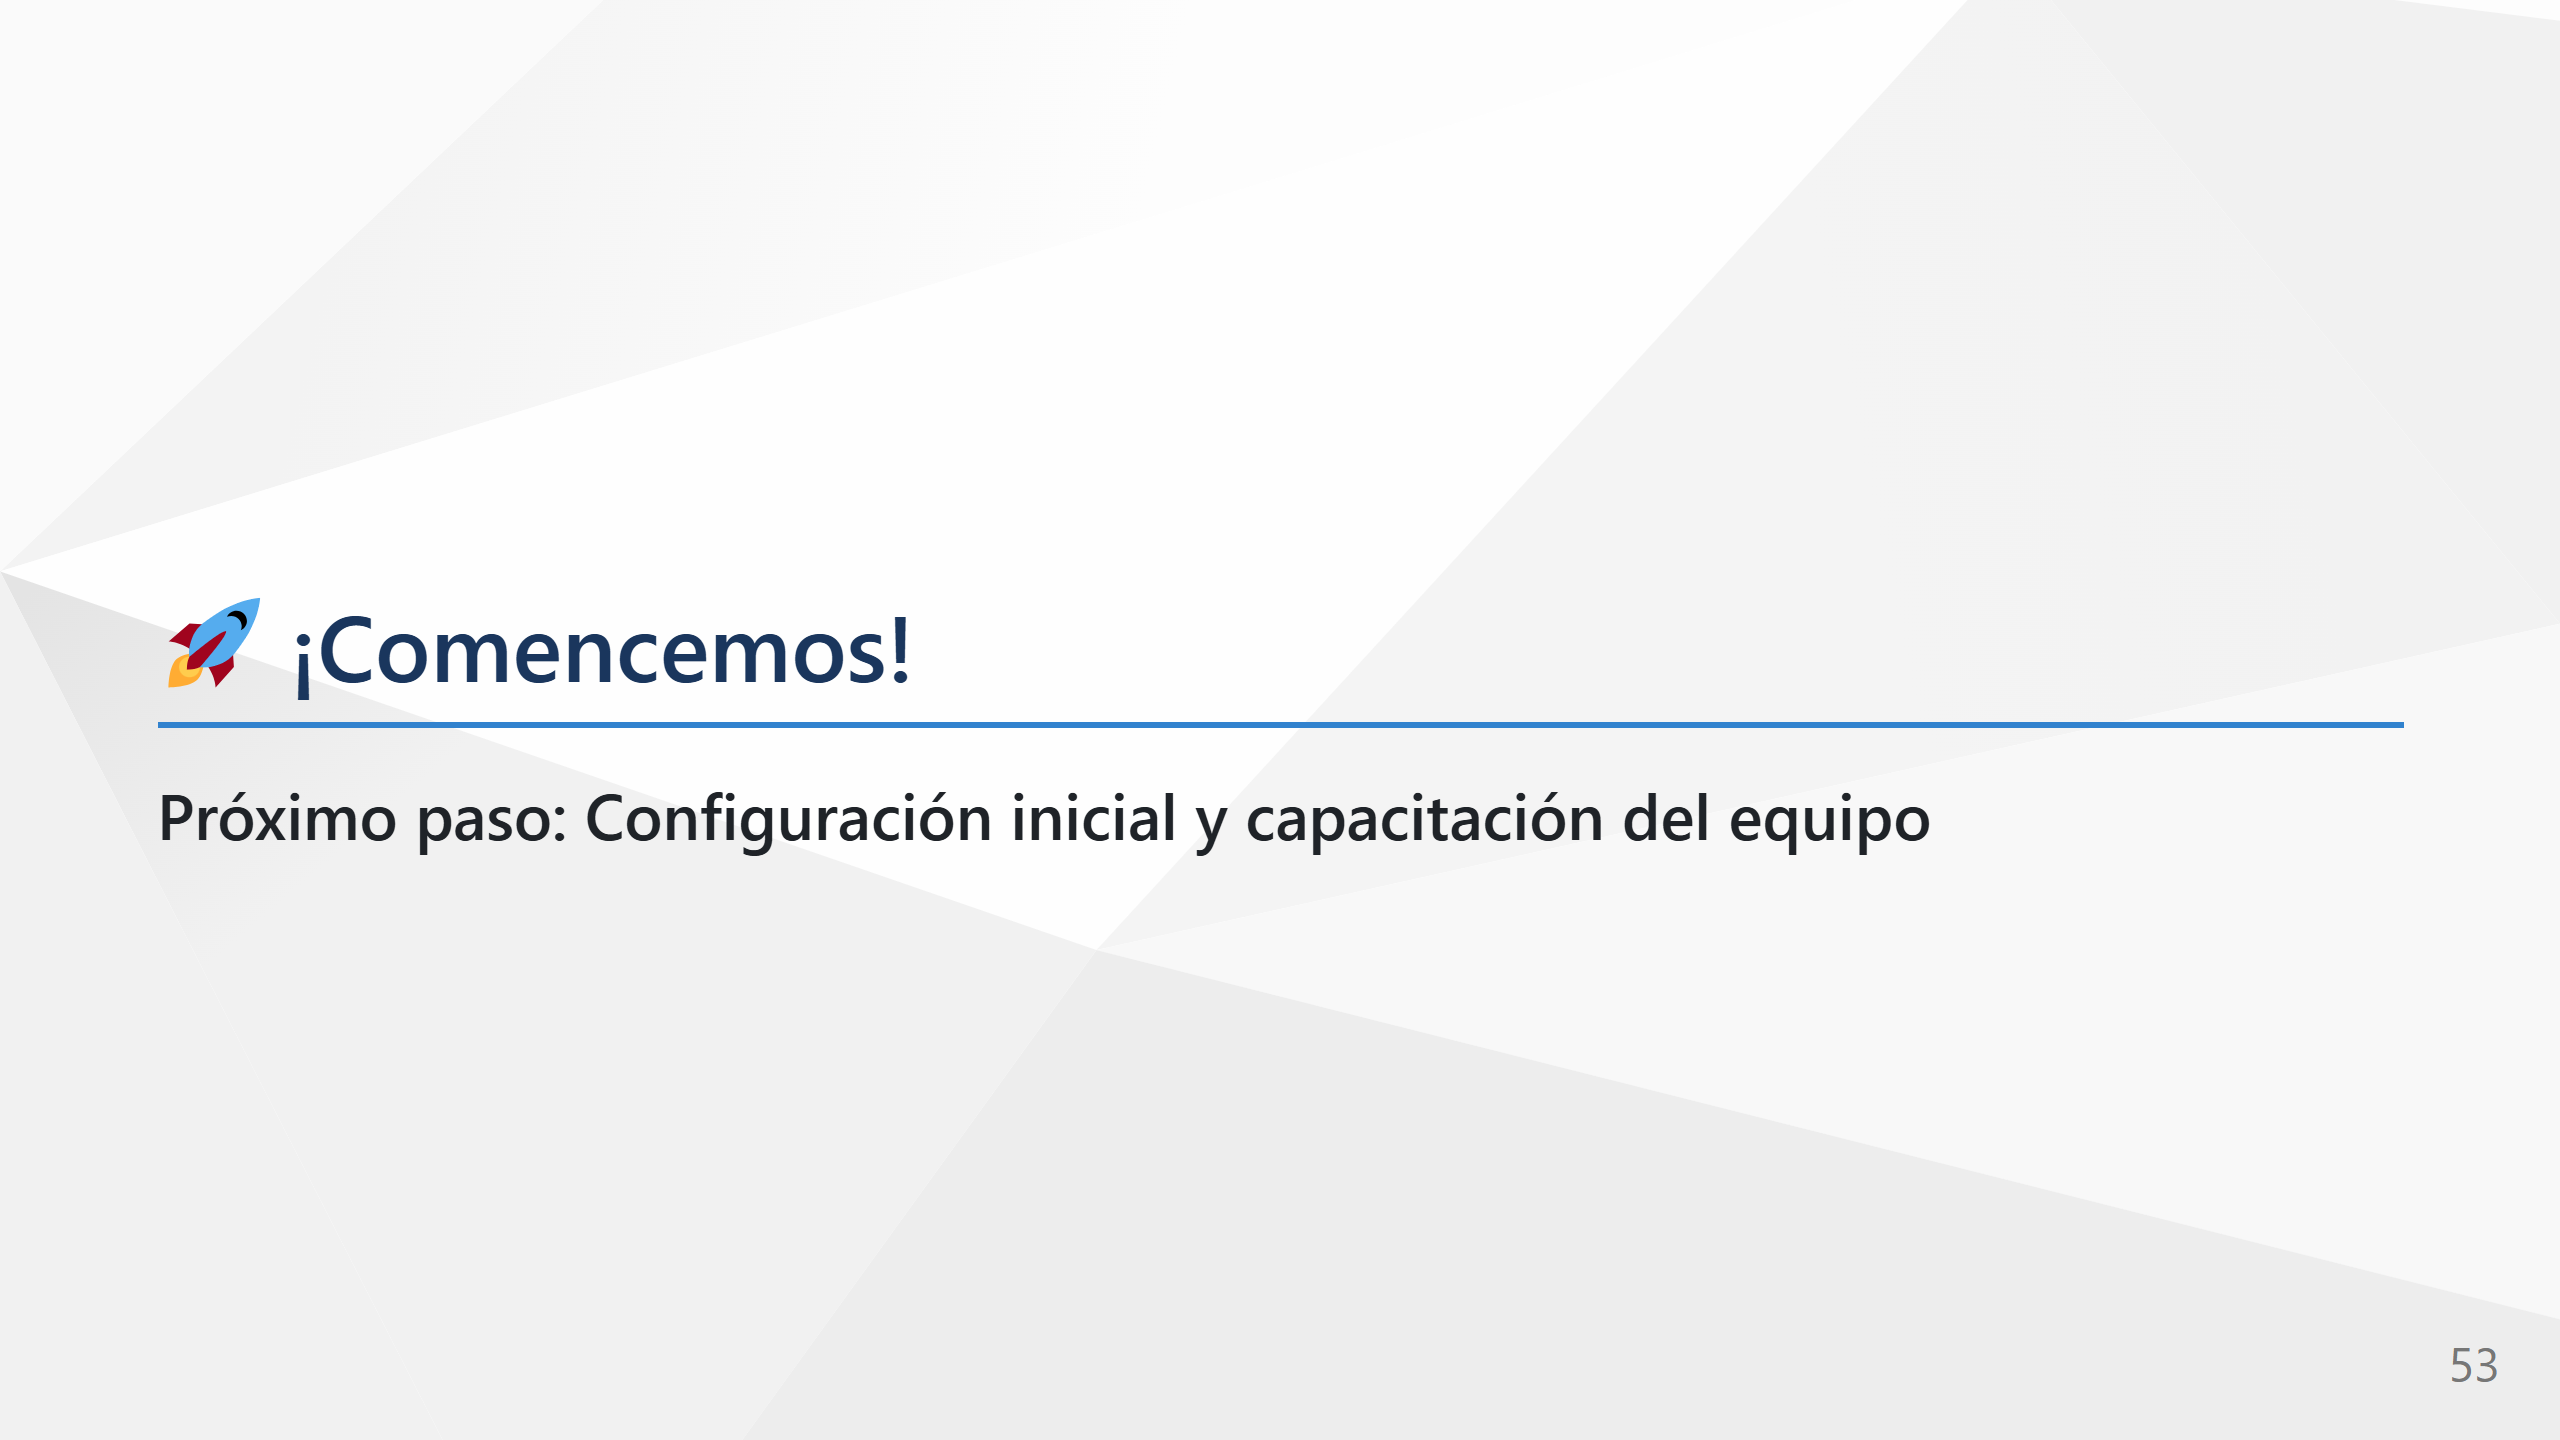 🚀 ¡Comencemos!
Próximo paso: Configuración inicial y capacitación del equipo
53